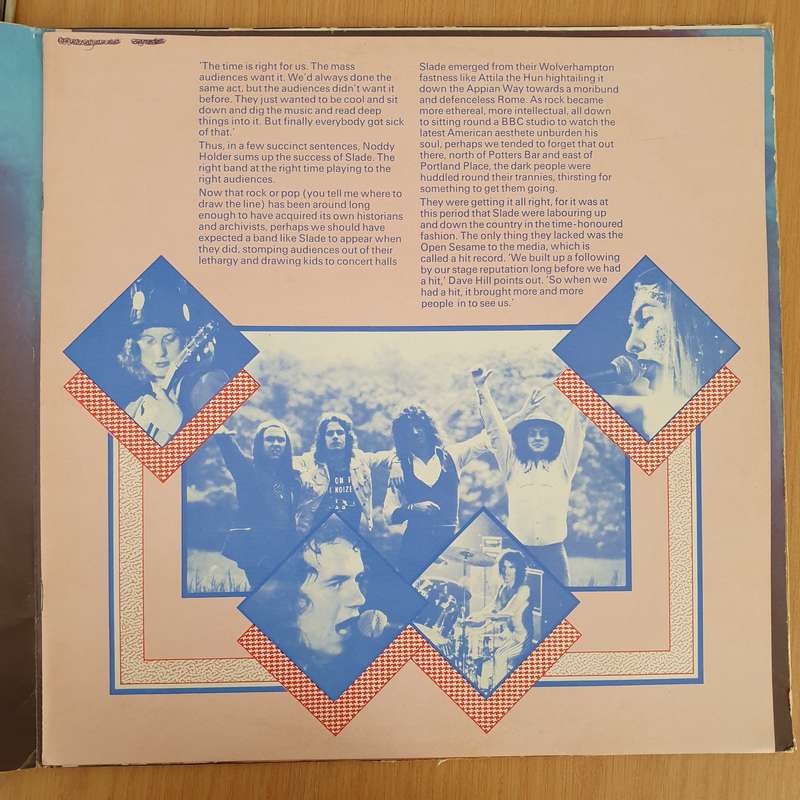 'The time is right for us. The mass
audiences want it. We'd always done the
same act, but the audiences didn't want it
before. They just wanted to be cool and sit
down and dig the music and read deep
things into it. But finally everybody got sick
of that.'
Thus, in a few succinct sentences, Noddy
Holder sums up the success of Slade. The
right band at the right time playing to the
right audiences.
Now that rock or pop (you tell me where to
draw the line) has been around long
enough to have acquired its own historians
and archivists, perhaps we should have
expected a band like Slade to appear when
they did, stomping audiences out of their
lethargy and drawing kids to concert halls
Slade emerged from their Wolverhampton
fastness like Attila the Hun hightailing it
down the Appian Way towards a moribund
and defenceless Rome. As rock became
more ethereal, more intellectual, all down
to sitting round a BBC studio to watch the
latest American aesthete unburden his
soul, perhaps we tended to forget that out
there, north of Potters Bar and east of
Portland Place, the dark people were
huddled round their trannies, thirsting for
something to get them going.
They were getting it all right, for it was at
this period that Slade were labouring up
and down the country in the time-honoured
fashion. The only thing they lacked was the
Open Sesame to the media, which is
called a hit record. 'We built up a following
by our stage reputation long before we had
a hit,' Dave Hill points out. 'So when we
had a hit, it brought more and more
people in to see us.'
ON F
NOIZE